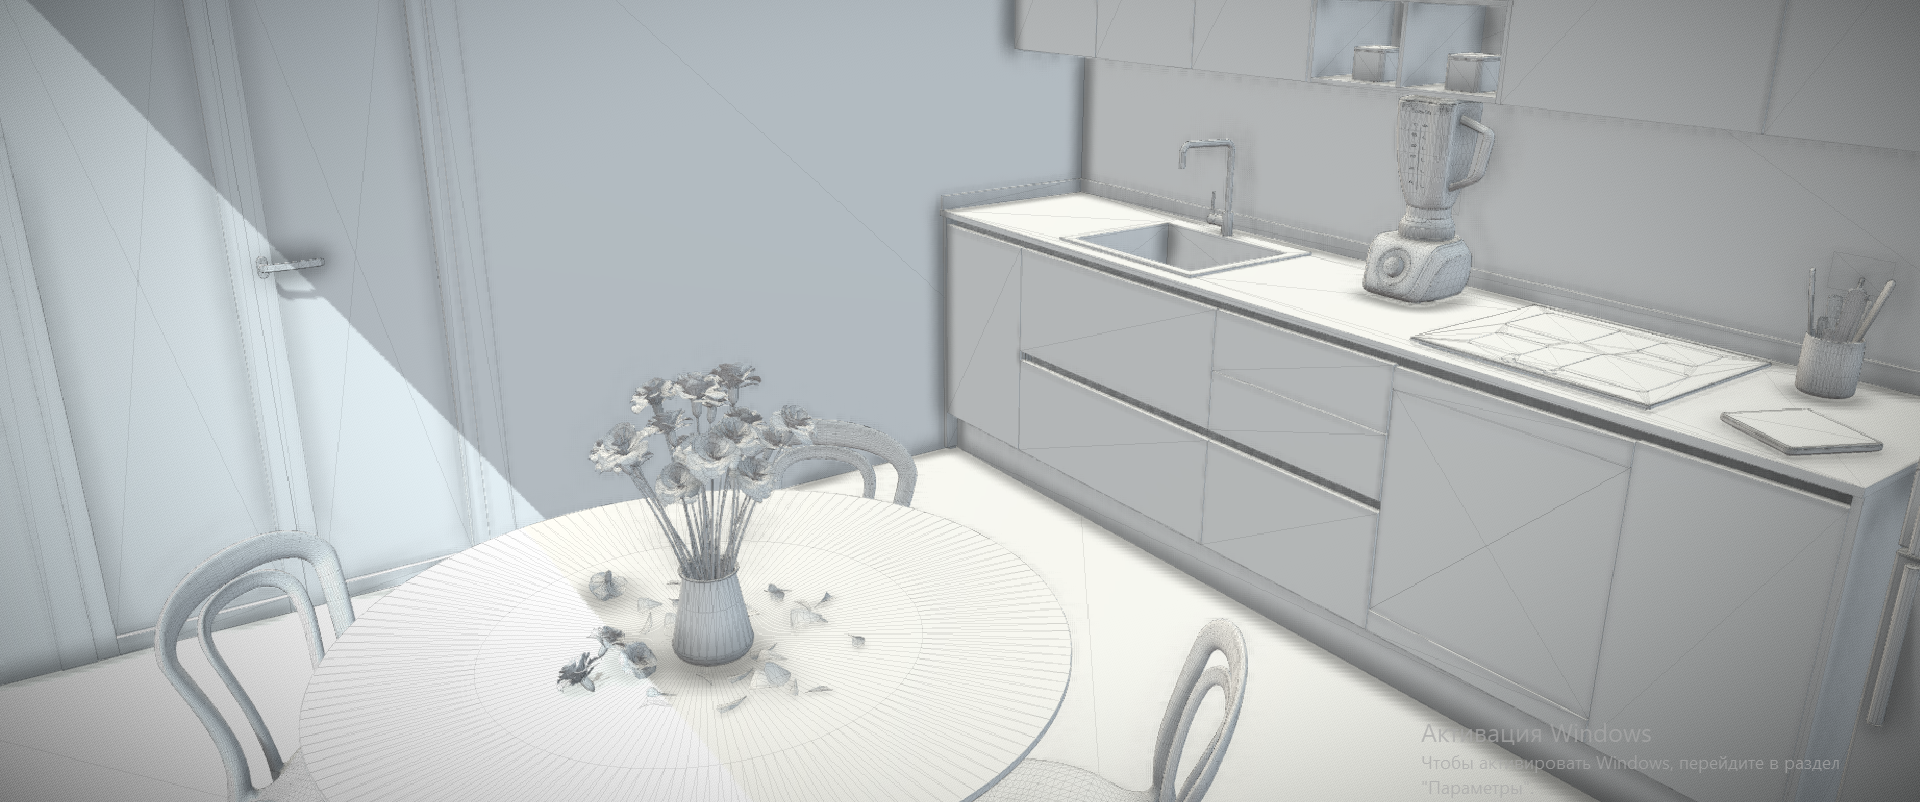 Активация Windows
Чтобы активировать Windows, перейдите в раздел
"Параметры".